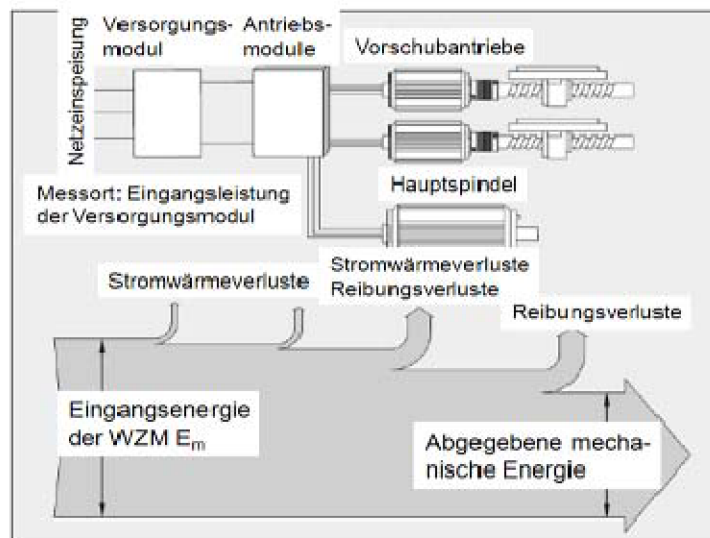 Versorgungs-
modul
Antriebs-
module
Vorschubantriebe
Netzeinspeisung
Messort: Eingangsleistung
der Versorgungsmodul
Hauptspindel
Stromwärmeverluste
Stromwärmeverluste
Reibungsverluste
Reibungsverluste
Eingangsenergie
der WZM Em
Abgegebene mecha-
nische Energie